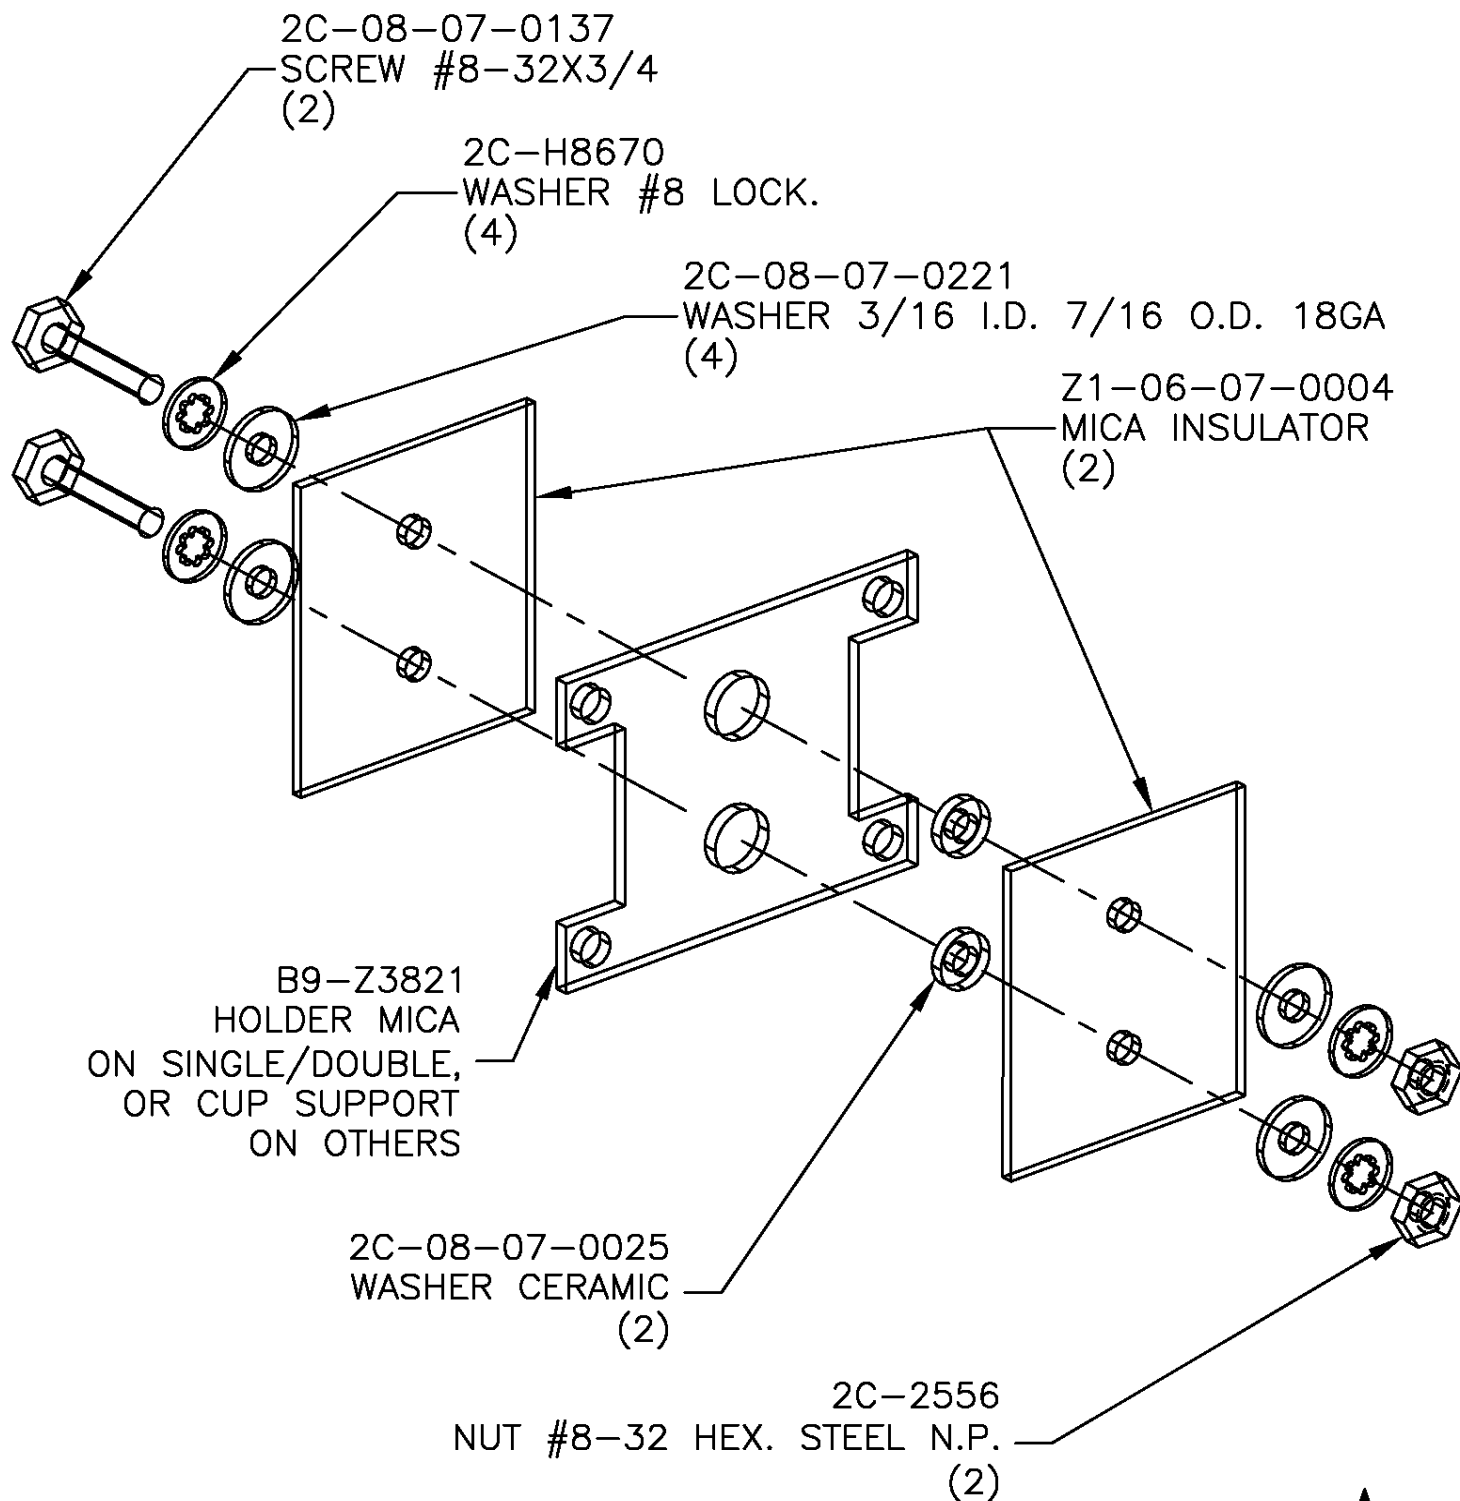 2C-08-07-0137
SCREW #8-32X3/4
(2)
2C-H8670
WASHER #8 LOCK.
(4)
2C-08-07-0221
WASHER 3/16 I.D. 7/16 O.D. 18GA
(4)
Z1-06-07-0004
MICA INSULATOR
(2)
B9-Z3821
HOLDER MICA
ON SINGLE/DOUBLE,
OR CUP SUPPORT
ON OTHERS
2C-08-07-0025
WASHER CERAMIC
(2)
2C-2556
NUT #8-32 HEX. STEEL N.P.
(2)